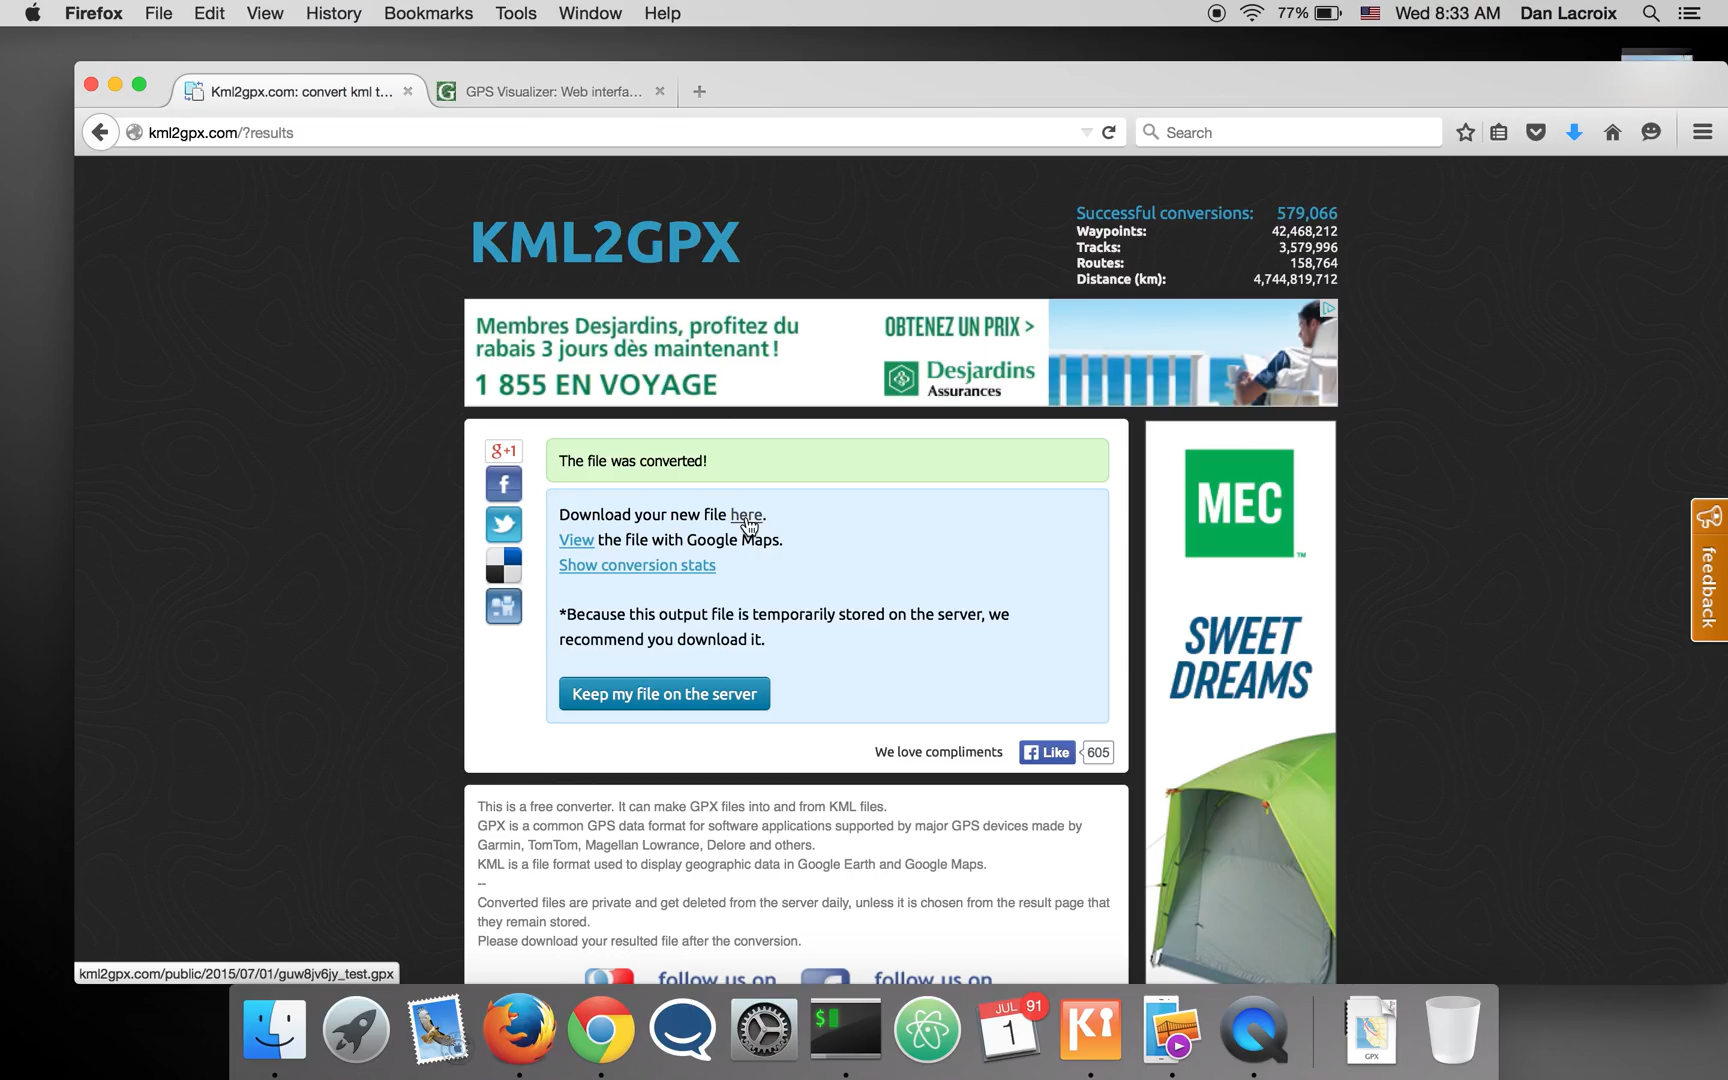 Firefox File Edit View History Bookmarks Tools Window Help 77% Wed 8:33 AM Dan Lacroix
Kml2gpx.com: convert kml t... GPS Visualizer: Web interfa...
kml2gpx.com/?results Search
KML2GPX
Successful conversions: 579,066
Waypoints: 42,468,212
Tracks: 3,579,996
Routes: 158,764
Distance (km): 4,744,819,712
Membres Desjardins, profitez du
rabais 3 jours dès maintenant !
1 855 EN VOYAGE
OBTENEZ UN PRIX >
Desjardins
Assurances
g+1
The file was converted!
Download your new file here.
View the file with Google Maps.
Show conversion stats
*Because this output file is temporarily stored on the server, we
recommend you download it.
Keep my file on the server
We love compliments Like 605
MEC
SWEET
DREAMS
feedback
This is a free converter. It can make GPX files into and from KML files.
GPX is a common GPS data format for software applications supported by major GPS devices made by
Garmin, TomTom, Magellan Lowrance, Delore and others.
KML is a file format used to display geographic data in Google Earth and Google Maps.
--
Converted files are private and get deleted from the server daily, unless it is chosen from the result page that
they remain stored.
Please download your resulted file after the conversion.
follow us on follow us on
kml2gpx.com/public/2015/07/01/guw8jv6jy_test.gpx
$
91
1
GPX